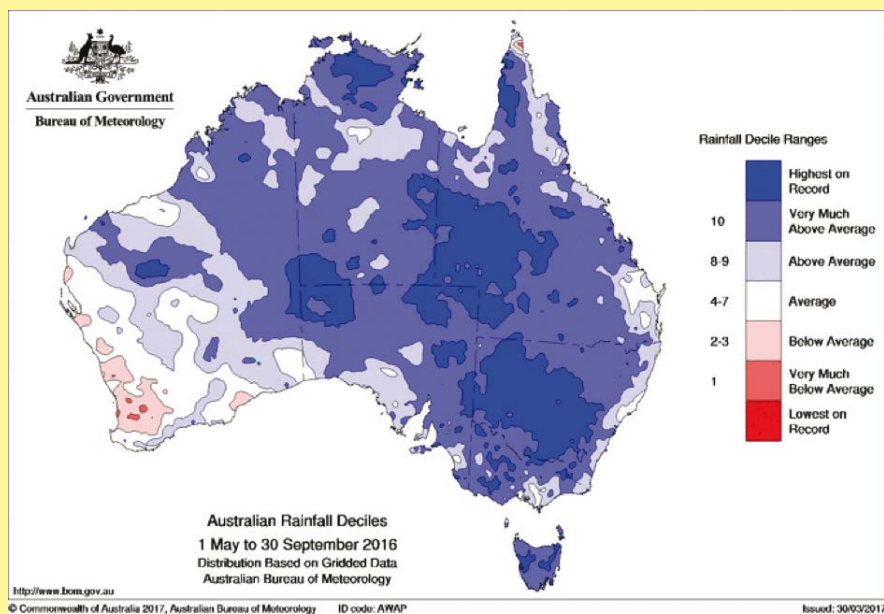 Australian Government
Bureau of Meteorology
Rainfall Decile Ranges
Highest on
Record
10
Very Much
Above Average
8-9
Above Average
4-7
Average
2-3
Below Average
1
Very Much
Below Average
Lowest on
Record
Australian Rainfall Deciles
1 May to 30 September 2016
Distribution Based on Gridded Data
Australian Bureau of Meteorology
http://www.bom.gov.au
© Commonwealth of Australia 2017, Australian Bureau of Meteorology ID code: AWAP Issued: 30/03/2017